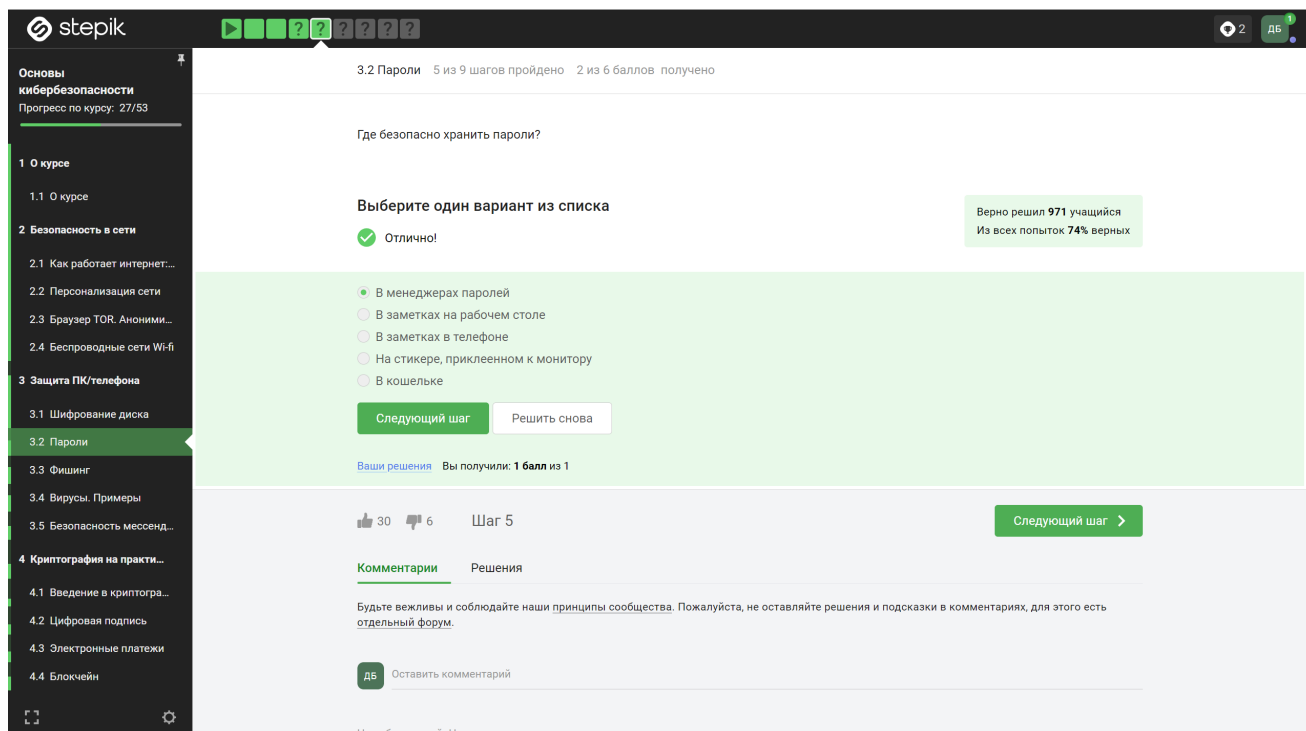 stepik
? ? ? ? ? ?
2
ДБ
1
Основы
кибербезопасности
Прогресс по курсу: 27/53
1 О курсе
1.1 О курсе
2 Безопасность в сети
2.1 Как работает интернет:...
2.2 Персонализация сети
2.3 Браузер TOR. Аноними...
2.4 Беспроводные сети Wi-fi
3 Защита ПК/телефона
3.1 Шифрование диска
3.2 Пароли
3.3 Фишинг
3.4 Вирусы. Примеры
3.5 Безопасность мессенд...
4 Криптография на практи...
4.1 Введение в криптогра...
4.2 Цифровая подпись
4.3 Электронные платежи
4.4 Блокчейн
3.2 Пароли 5 из 9 шагов пройдено 2 из 6 баллов получено
Где безопасно хранить пароли?
Выберите один вариант из списка
Отлично!
Верно решил 971 учащийся
Из всех попыток 74% верных
В менеджерах паролей
В заметках на рабочем столе
В заметках в телефоне
На стикере, приклеенном к монитору
В кошельке
Следующий шаг
Решить снова
Ваши решения Вы получили: 1 балл из 1
30 6 Шаг 5
Следующий шаг
Комментарии Решения
Будьте вежливы и соблюдайте наши принципы сообщества. Пожалуйста, не оставляйте решения и подсказки в комментариях, для этого есть
отдельный форум.
ДБ
Оставить комментарий